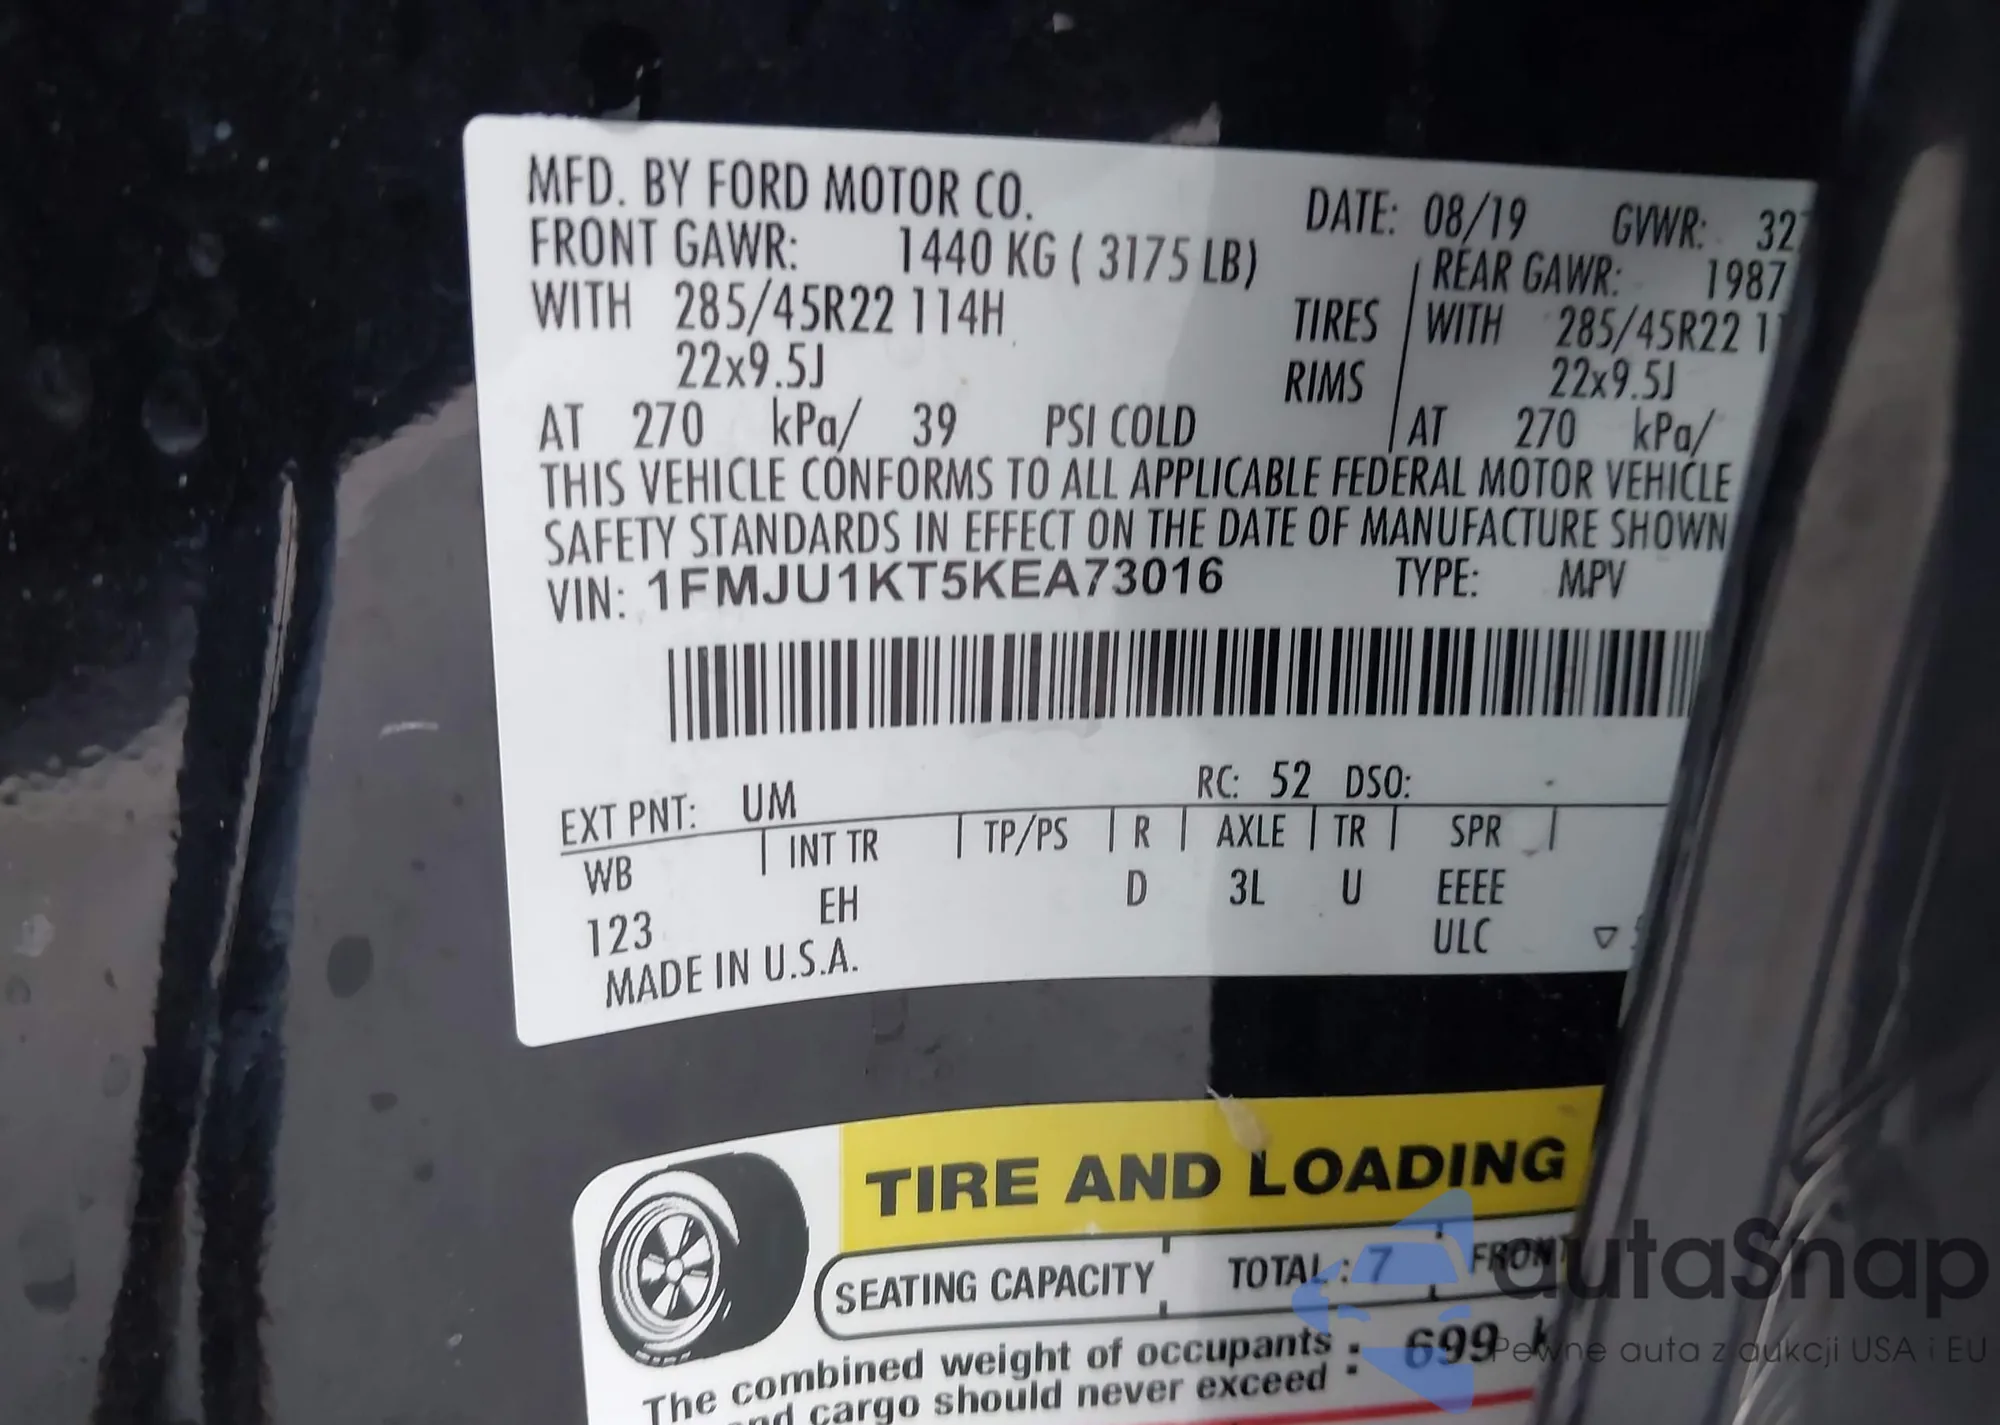 MFD. BY FORD MOTOR CO.
DATE: 08/19 GVWR: 32
FRONT GAWR: 1440 KG ( 3175 LB) REAR GAWR: 1987
WITH 285/45R22 114H TIRES WITH 285/45R22 1
22x9.5J RIMS 22x9.5J
AT 270 kPa/ 39 PSI COLD AT 270 kPa/
THIS VEHICLE CONFORMS TO ALL APPLICABLE FEDERAL MOTOR VEHICLE
SAFETY STANDARDS IN EFFECT ON THE DATE OF MANUFACTURE SHOWN
VIN: 1FMJU1KT5KEA73016 TYPE: MPV
EXT PNT: UM RC: 52 DSO:
WB INT TR TP/PS R AXLE TR SPR
123 EH D 3L U EEEE
ULC
MADE IN U.S.A.
TIRE AND LOADING
SEATING CAPACITY TOTAL : 7 FRONT
The combined weight of occupants : 699 k
and cargo should never exceed
autaSnap
Pewne auta z aukcji USA i EU